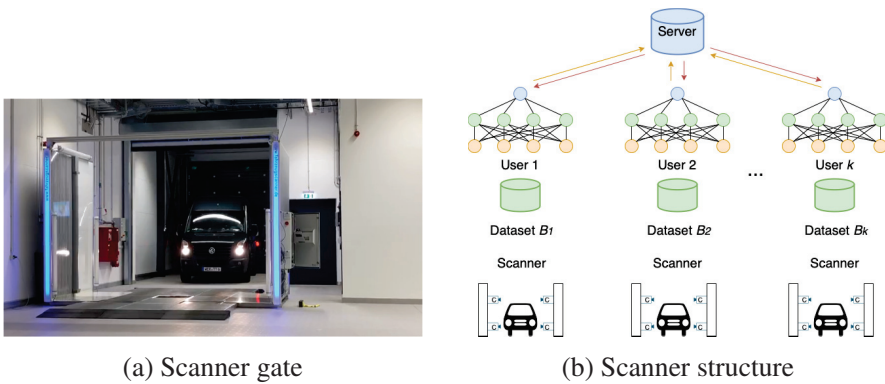 Server
User 1
User 2
...
User k
Dataset B1
Dataset B2
Dataset Bk
Scanner
Scanner
Scanner
C C C C C C
C C C C C C
(a) Scanner gate
(b) Scanner structure